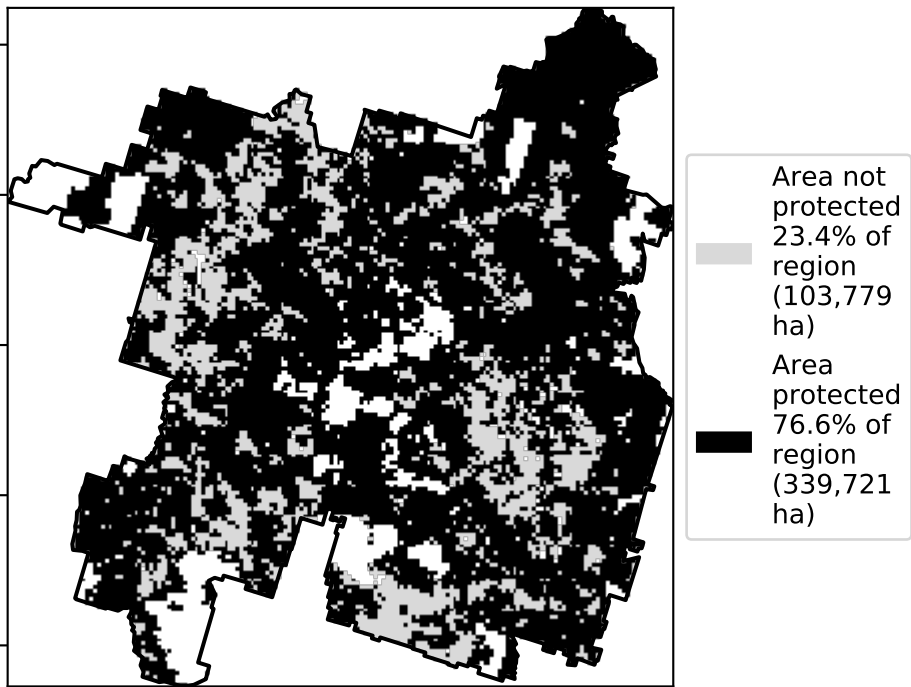 Area not
protected
23.4% of
region
(103,779
ha)
Area
protected
76.6% of
region
(339,721
ha)